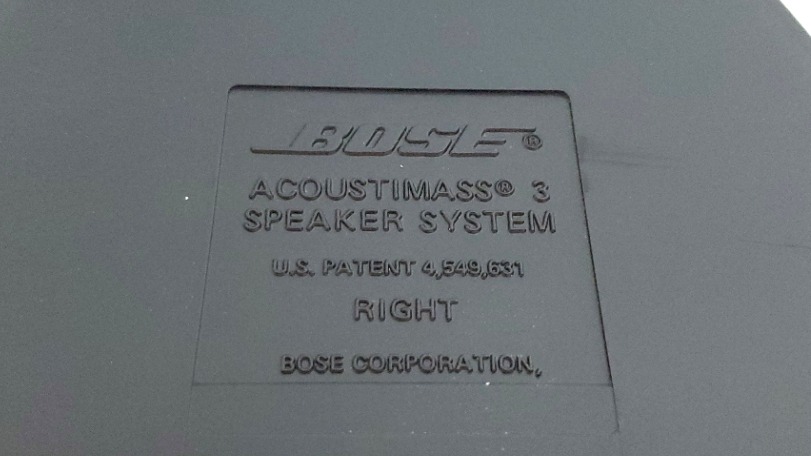 BOSE®
ACOUSTIMASS® 3
SPEAKER SYSTEM
U.S. PATENT 4,549,631
RIGHT
BOSE CORPORATION,